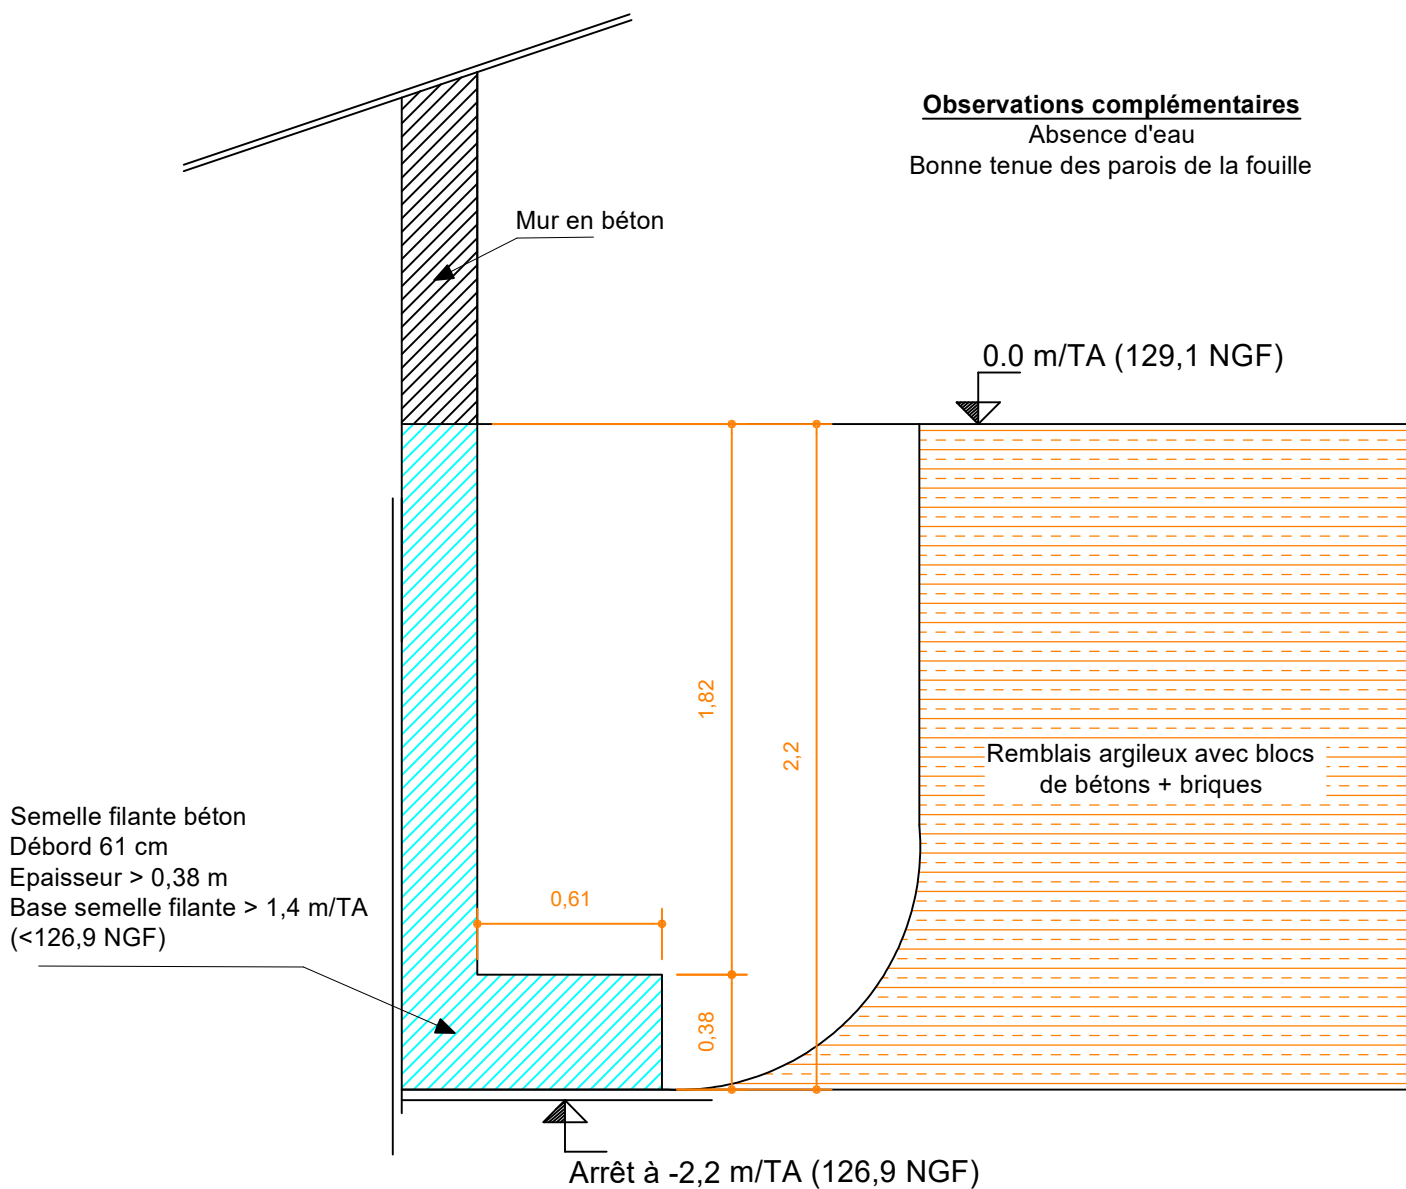 Observations complémentaires
Absence d'eau
Bonne tenue des parois de la fouille
Mur en béton
0.0 m/TA (129,1 NGF)
1,82
2,2
Remblais argileux avec blocs
de bétons + briques
Semelle filante béton
Débord 61 cm
Epaisseur > 0,38 m
Base semelle filante > 1,4 m/TA
(<126,9 NGF)
0,61
0,38
Arrêt à -2,2 m/TA (126,9 NGF)